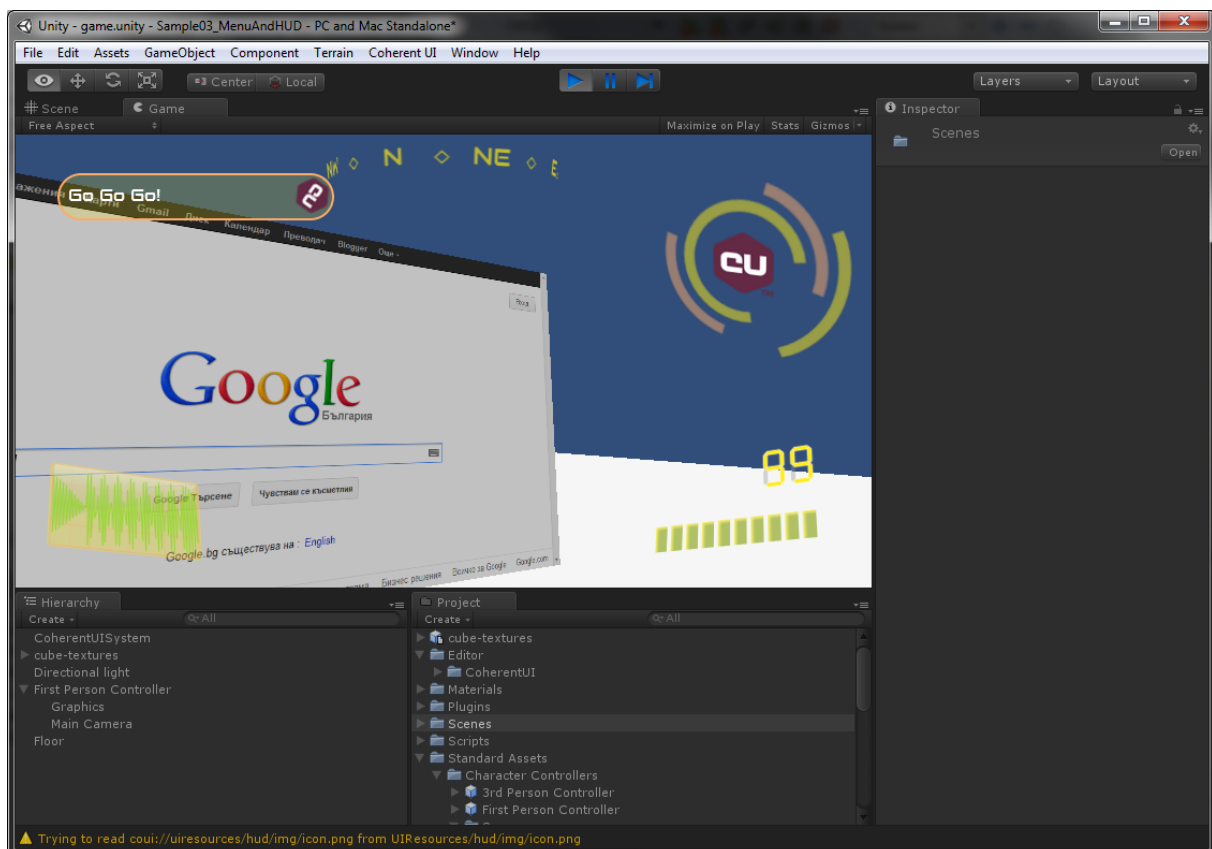 Unity - game.unity - Sample03_MenuAndHUD - PC and Mac Standalone*
File Edit Assets GameObject Component Terrain Coherent UI Window Help
Center Local
Layers Layout
Scene Game
Free Aspect Maximize on Play Stats Gizmos
Inspector
Scenes
Open
NW N NE E
Go Go Go!
Gmail Диск Календар Преводач Blogger Още
Google
България
Google Търсене Чувствам се късметлия
Google.bg съществува на : English
Бизнес решения Всичко за Google Google.com
eu
89
Hierarchy
Create All
CoherentUISystem
cube-textures
Directional light
First Person Controller
Graphics
Main Camera
Floor
Project
Create All
cube-textures
Editor
CoherentUI
Materials
Plugins
Scenes
Scripts
Standard Assets
Character Controllers
3rd Person Controller
First Person Controller
Trying to read coui://uiresources/hud/img/icon.png from UIResources/hud/img/icon.png